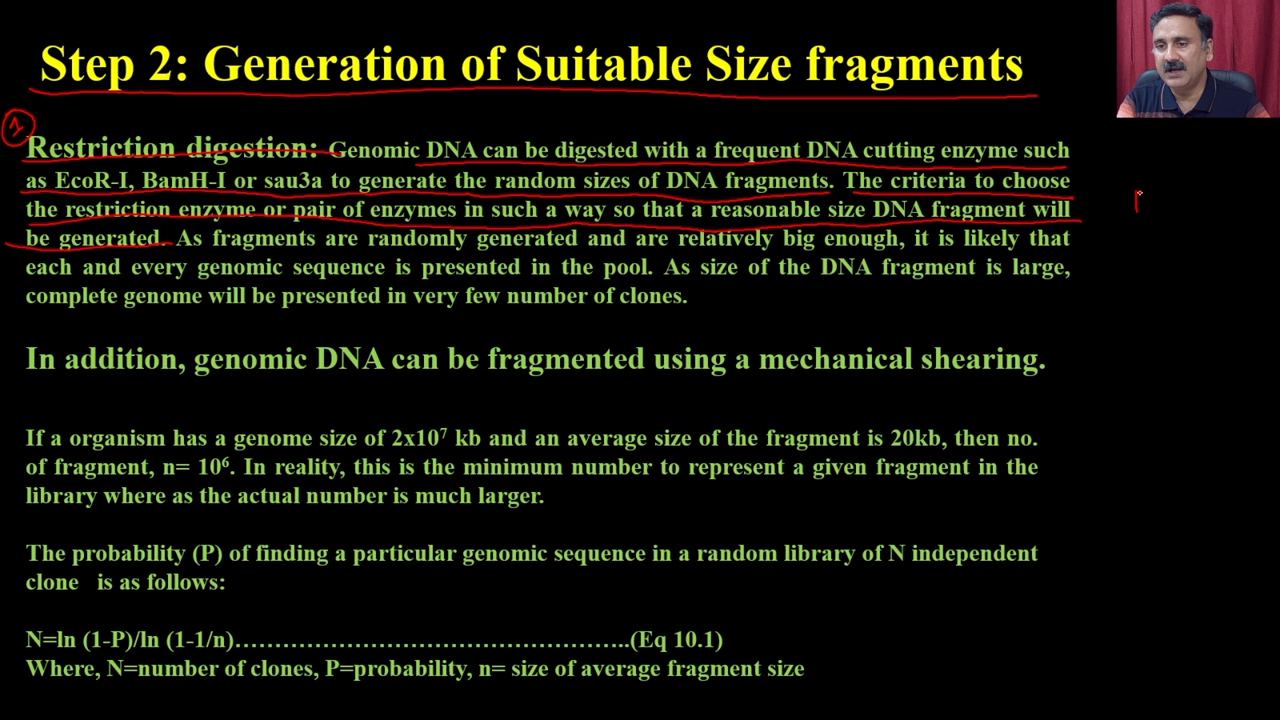 Step 2: Generation of Suitable Size fragments
1
Restriction digestion: Genomic DNA can be digested with a frequent DNA cutting enzyme such
as EcoR-I, BamH-I or sau3a to generate the random sizes of DNA fragments. The criteria to choose
the restriction enzyme or pair of enzymes in such a way so that a reasonable size DNA fragment will
be generated. As fragments are randomly generated and are relatively big enough, it is likely that
each and every genomic sequence is presented in the pool. As size of the DNA fragment is large,
complete genome will be presented in very few number of clones.
In addition, genomic DNA can be fragmented using a mechanical shearing.
If a organism has a genome size of 2x10⁷ kb and an average size of the fragment is 20kb, then no.
of fragment, n= 10⁶. In reality, this is the minimum number to represent a given fragment in the
library where as the actual number is much larger.
The probability (P) of finding a particular genomic sequence in a random library of N independent
clone is as follows:
N=ln (1-P)/ln (1-1/n)…………………………………………..(Eq 10.1)
Where, N=number of clones, P=probability, n= size of average fragment size